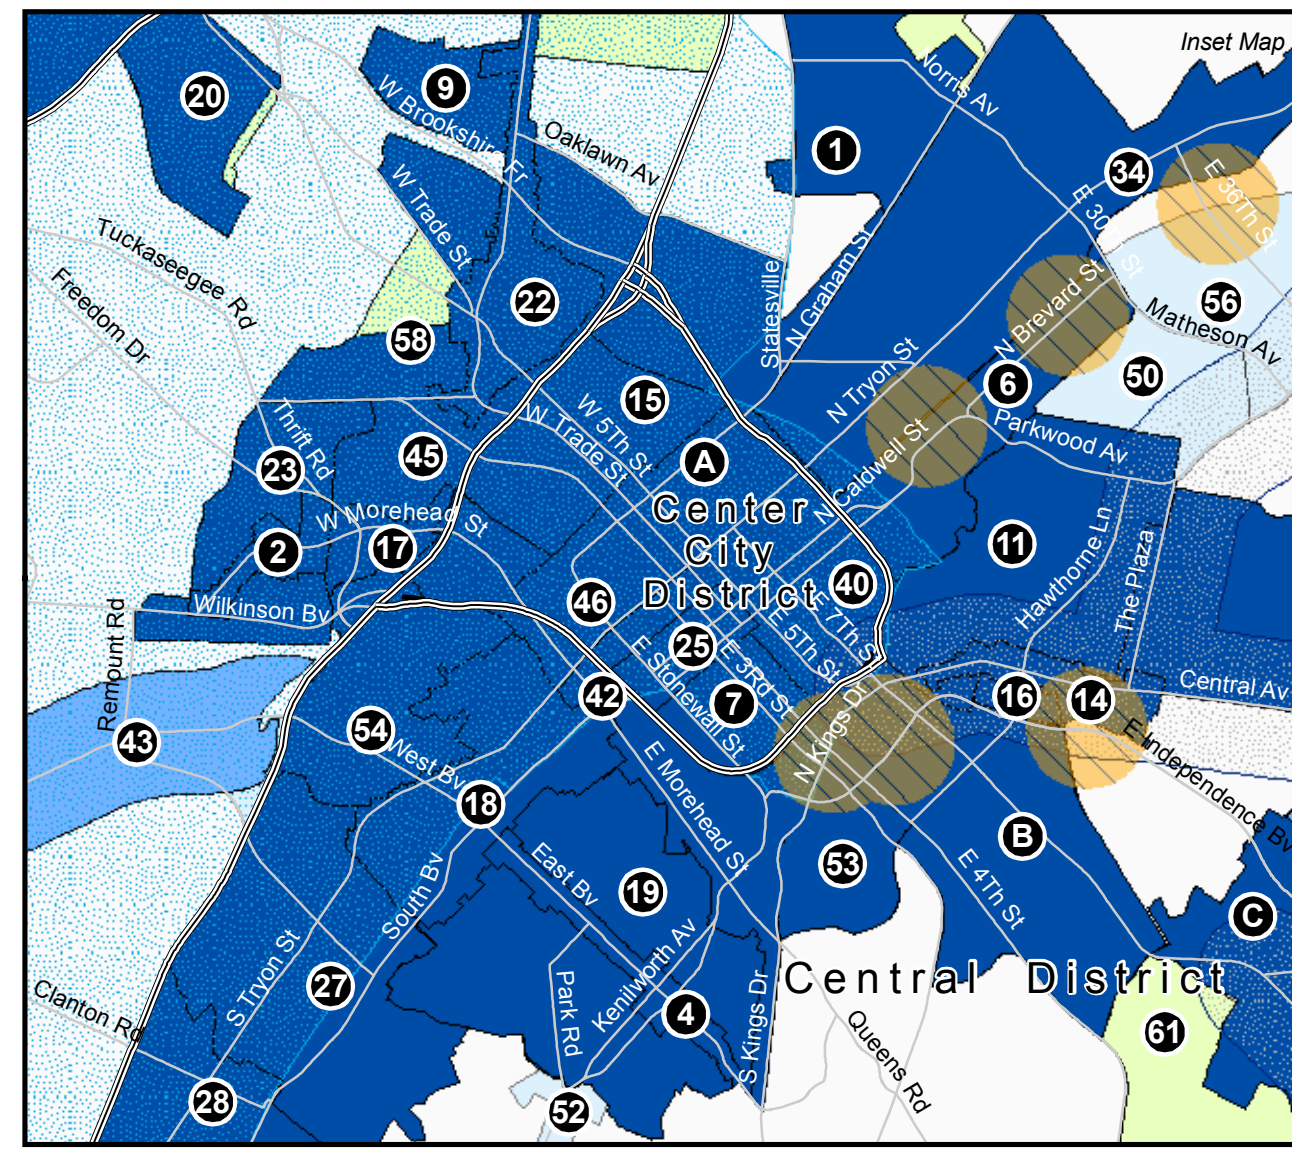 Inset Map
20
9
W Brookshire Fr
Oaklawn Av
Norris Av
1
34
E 36Th St
W Trade St
E 30 St
Tuckaseegee Rd
Freedom Dr
22
58
Statesville
N Graham St
N Brevard St
56
Matheson Av
50
6
N Tryon St
15
W 5Th St
W Trade St
Thrift Rd
23
45
A
Parkwood Av
N Caldwell St
Center
City
District
W Morehead St
2
17
11
Hawthorne Ln
The Plaza
40
46
Wilkinson Bv
Remount Rd
E 7Th St
E 5Th St
E 3Rd St
25
E Stonewall St
7
42
16
14
Central Av
N Kings Dr
E Independence Bv
43
54
West Bv
18
E Morehead St
B
53
E 4Th St
East Bv
19
South Bv
C
Kenilworth Av
Central District
S Tryon St
27
Park Rd
4
S Kings Dr
Queens Rd
61
Clanton Rd
28
52